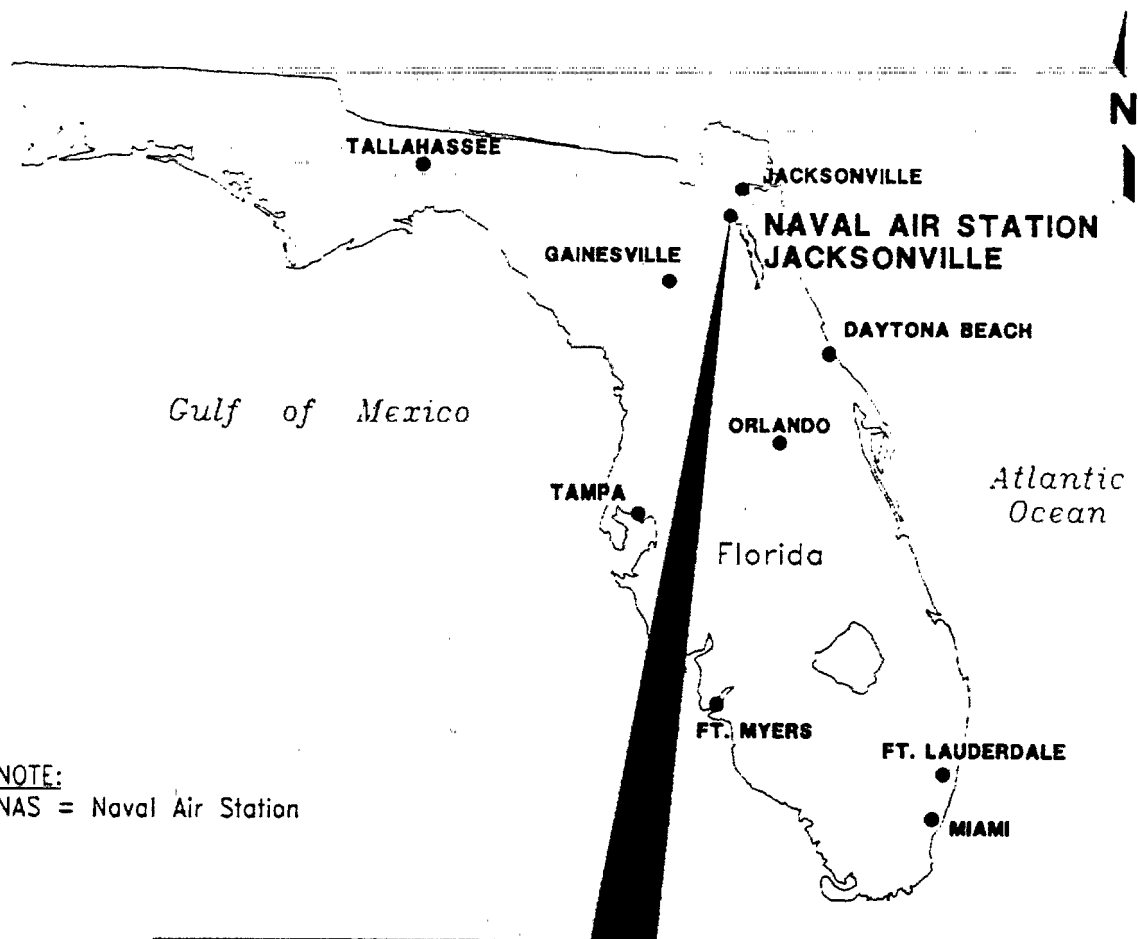 N
TALLAHASSEE
JACKSONVILLE
NAVAL AIR STATION
JACKSONVILLE
GAINESVILLE
DAYTONA BEACH
Gulf of Mexico
ORLANDO
Atlantic
Ocean
TAMPA
Florida
FT. MYERS
FT. LAUDERDALE
MIAMI
NOTE:
NAS = Naval Air Station